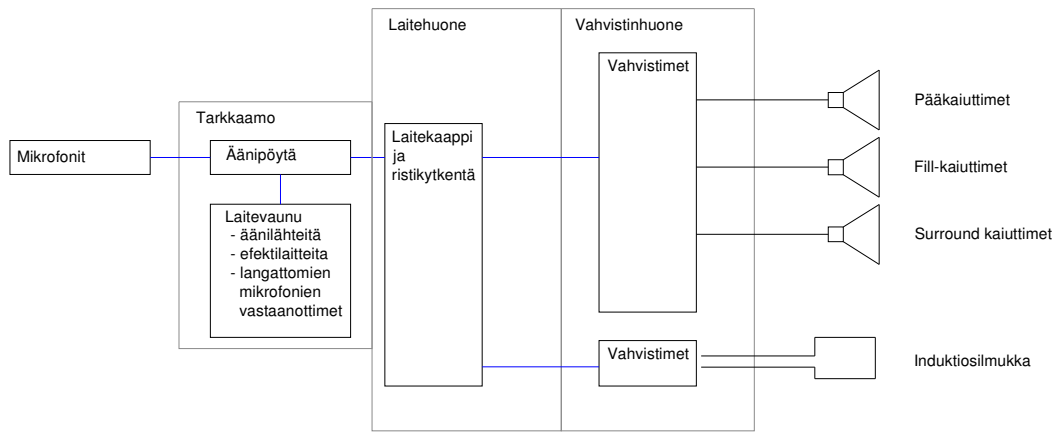 Laitehuone
Vahvistinhuone
Vahvistimet
Pääkaiuttimet
Tarkkaamo
Mikrofonit
Äänipöytä
Laitekaappi
ja
ristikytkentä
Fill-kaiuttimet
Laitevaunu
- äänilähteitä
- efektilaitteita
- langattomien
mikrofonien
vastaanottimet
Surround kaiuttimet
Vahvistimet
Induktiosilmukka